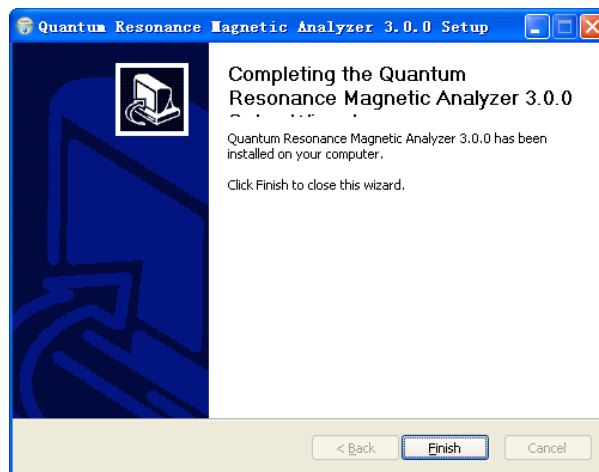 Quantum Resonance Magnetic Analyzer 3.0.0 Setup
Completing the Quantum
Resonance Magnetic Analyzer 3.0.0
Quantum Resonance Magnetic Analyzer 3.0.0 has been
installed on your computer.
Click Finish to close this wizard.
< Back
Finish
Cancel